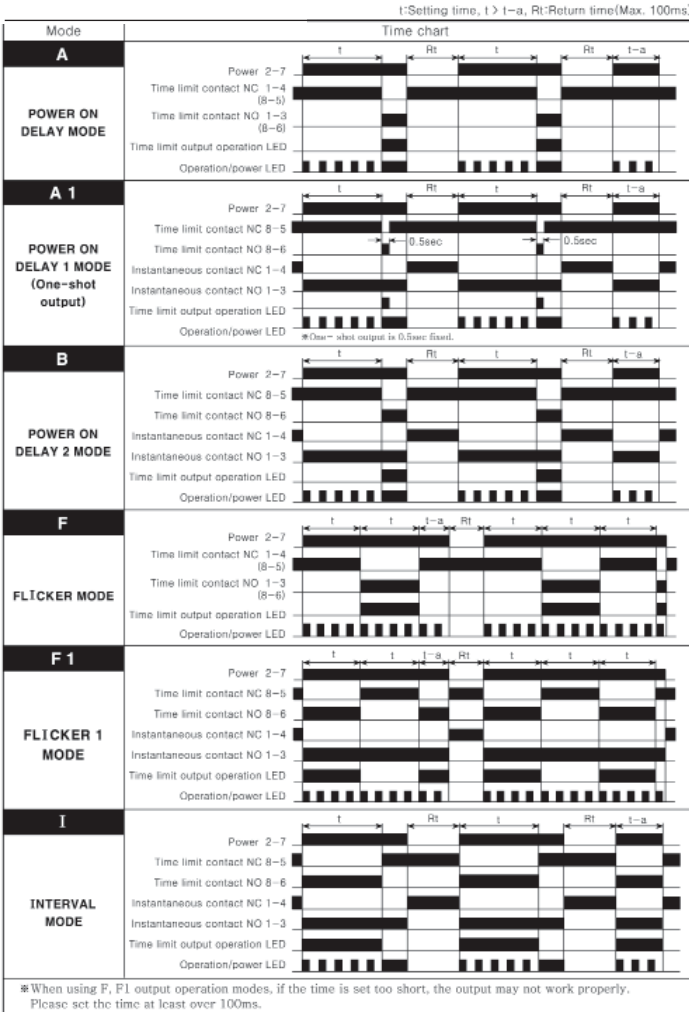 t:Setting time, t > t-a, Rt:Return time(Max. 100ms)
Mode
Time chart
A
POWER ON
DELAY MODE
t Rt t Rt t-a
Power 2-7
Time limit contact NC 1-4
(8-5)
Time limit contact NO 1-3
(8-6)
Time limit output operation LED
Operation/power LED
A 1
POWER ON
DELAY 1 MODE
(One-shot
output)
t Rt t Rt t-a
Power 2-7
Time limit contact NC 8-5
0.5sec 0.5sec
Time limit contact NO 8-6
Instantaneous contact NC 1-4
Instantaneous contact NO 1-3
Time limit output operation LED
Operation/power LED
※One- shot output is 0.5sec fixed.
B
POWER ON
DELAY 2 MODE
t Rt t Rt t-a
Power 2-7
Time limit contact NC 8-5
Time limit contact NO 8-6
Instantaneous contact NC 1-4
Instantaneous contact NO 1-3
Time limit output operation LED
Operation/power LED
F
FLICKER MODE
t t t-a Rt t t t
Power 2-7
Time limit contact NC 1-4
(8-5)
Time limit contact NO 1-3
(8-6)
Time limit output operation LED
Operation/power LED
F 1
FLICKER 1
MODE
t t t-a Rt t t t
Power 2-7
Time limit contact NC 8-5
Time limit contact NO 8-6
Instantaneous contact NC 1-4
Instantaneous contact NO 1-3
Time limit output operation LED
Operation/power LED
I
INTERVAL
MODE
t Rt t Rt t-a
Power 2-7
Time limit contact NC 8-5
Time limit contact NO 8-6
Instantaneous contact NC 1-4
Instantaneous contact NO 1-3
Time limit output operation LED
Operation/power LED
※When using F, F1 output operation modes, if the time is set too short, the output may not work properly.
Please set the time at least over 100ms.